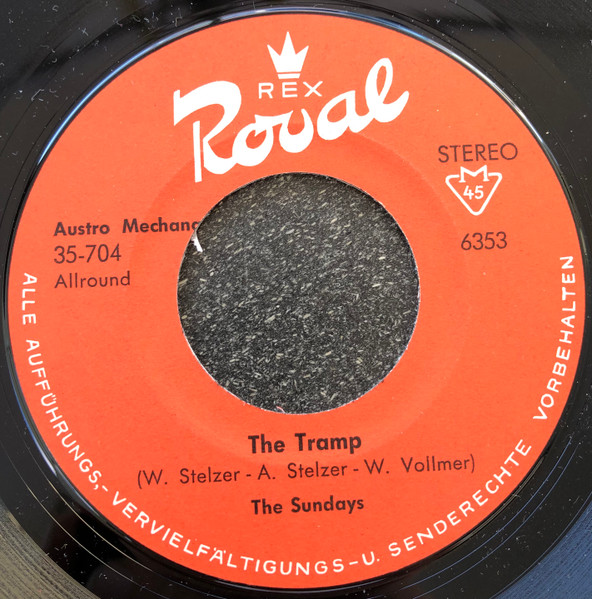 REX
Royal
STEREO
M
45
Austro Mechana
35-704
Allround
6353
The Tramp
(W. Stelzer - A. Stelzer - W. Vollmer)
The Sundays
ALLE AUFFÜHRUNGS,- VERVIELFÄLTIGUNGS-U. SENDERECHTE VORBEHALTEN